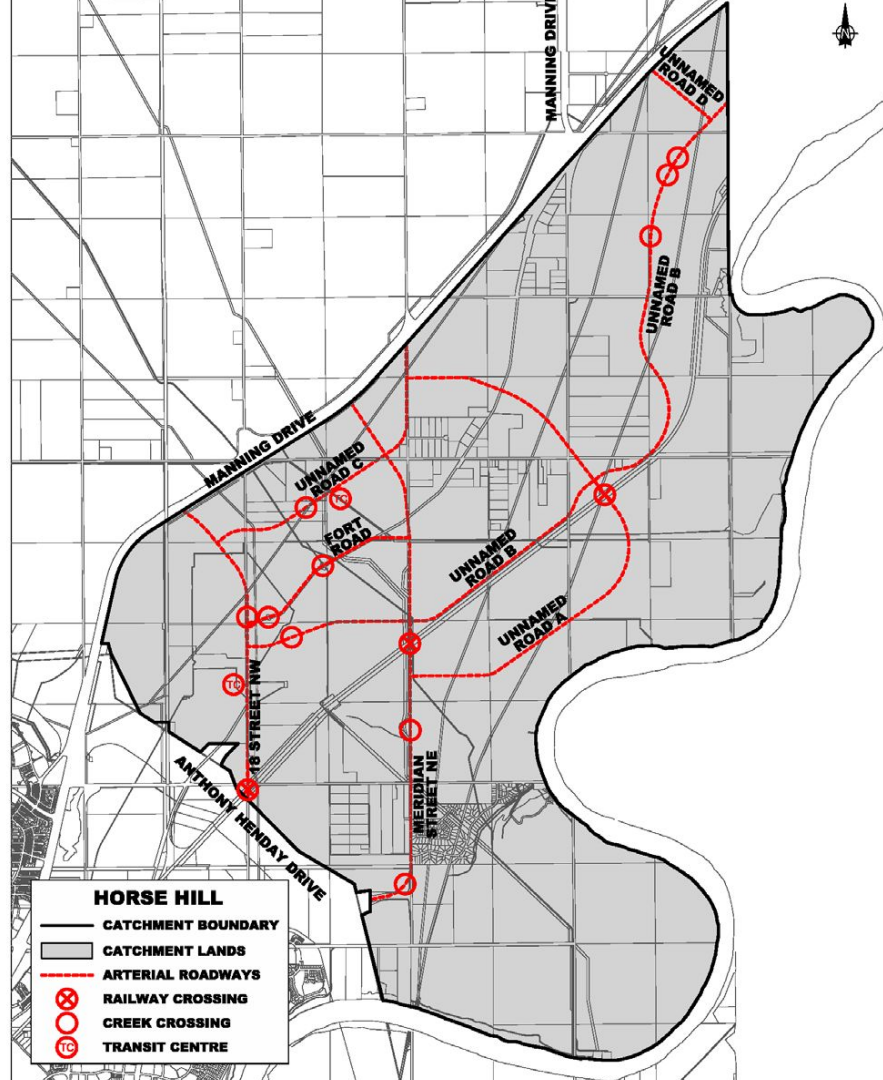 MANNING DRIVE
N
UNNAMED
ROAD D
UNNAMED
ROAD B
MANNING DRIVE
UNNAMED
ROAD C
TC
FORT
ROAD
UNNAMED
ROAD B
UNNAMED
ROAD A
TC
18 STREET NW
ANTHONY HENDAY DRIVE
MERIDIAN
STREET NE
HORSE HILL
CATCHMENT BOUNDARY
CATCHMENT LANDS
ARTERIAL ROADWAYS
RAILWAY CROSSING
CREEK CROSSING
TC
TRANSIT CENTRE